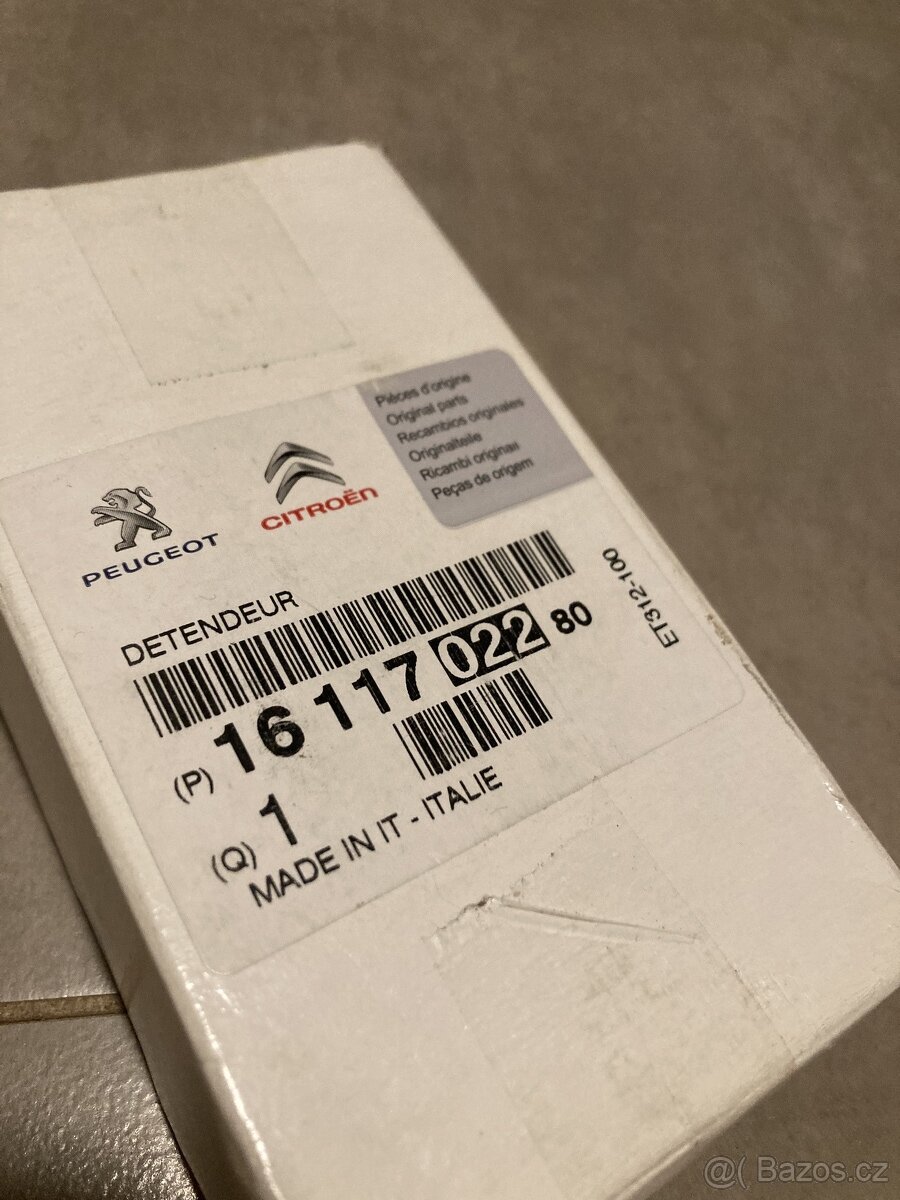 Pièces d'origine
Original parts
Recambios originales
Originalteile
Ricambi originali
Peças de origem
PEUGEOT
CITROËN
DETENDEUR
(P) 16 117 022 80
ET312-100
(Q) 1
MADE IN IT - ITALIE
@( Bazos.cz